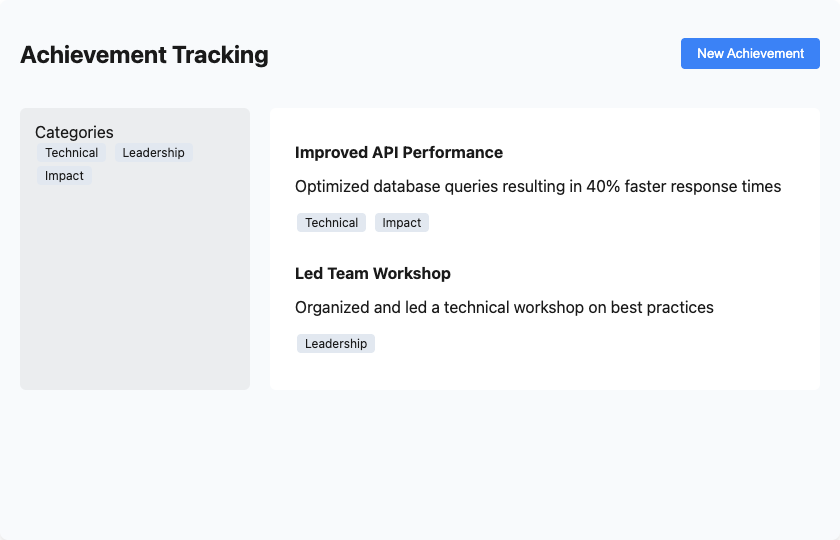 Achievement Tracking
New Achievement
Categories
Technical Leadership
Impact
Improved API Performance
Optimized database queries resulting in 40% faster response times
Technical Impact
Led Team Workshop
Organized and led a technical workshop on best practices
Leadership